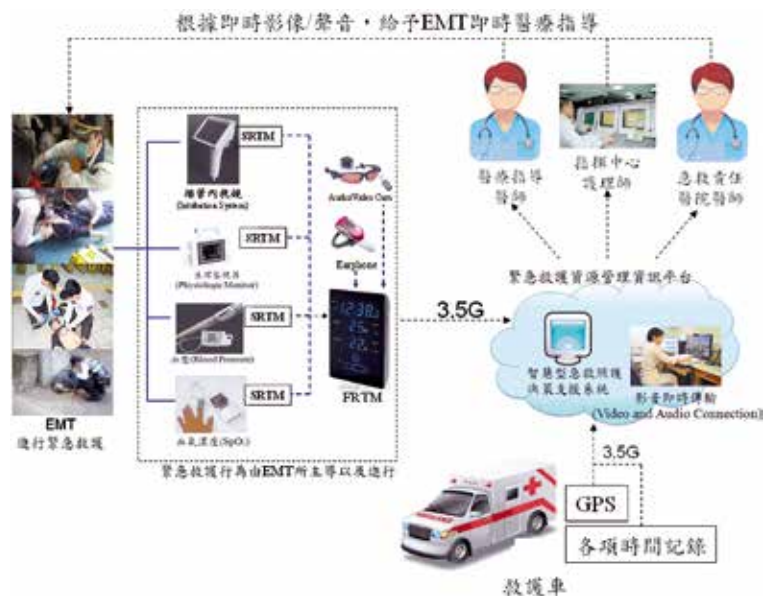 根據即時影像/聲音，給予EMT即時醫療指導
SRTM
插管內視鏡
(Intubation System)
Audio/Video Cam
SRTM
生理監視器
(Physiologic Monitor)
Earphone
SRTM
血壓(Blood Pressure)
12:38
FRTM
SRTM
血氧濃度(SpO₂)
EMT
進行緊急救護
緊急救護行為由EMT所主導以及進行
3.5G
醫療指導
醫師
指揮中心
護理師
急救責任
醫院醫師
緊急救護資源管理資訊平台
智慧型急救照護
決策支援系統
影音即時傳輸
(Video and Audio Connection)
3.5G
GPS
各項時間記錄
救護車